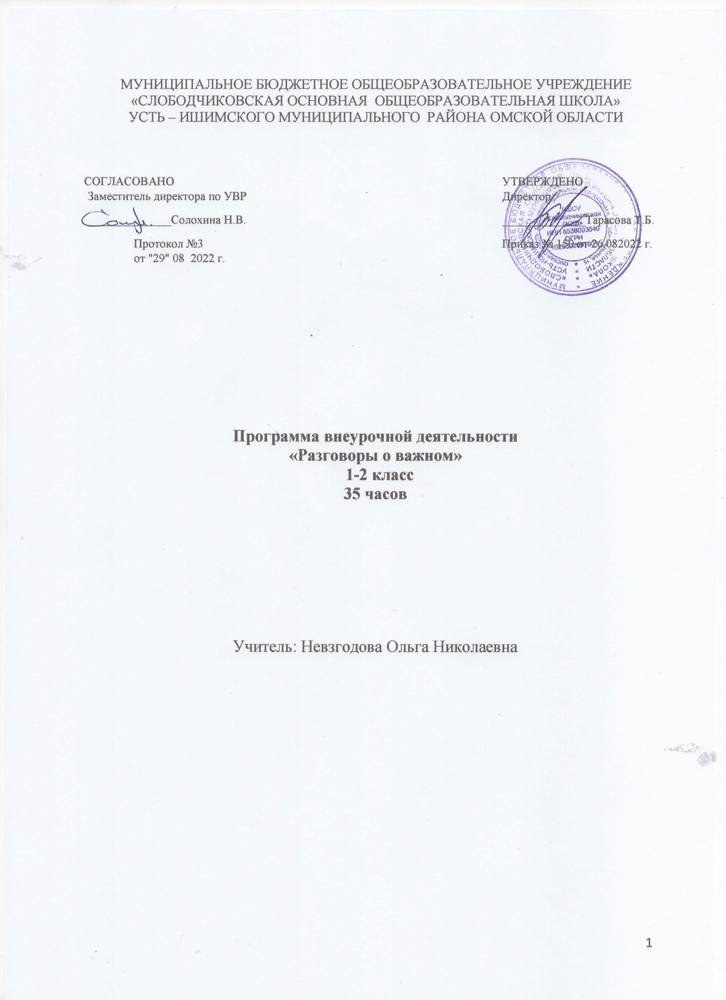 МУНИЦИПАЛЬНОЕ БЮДЖЕТНОЕ ОБЩЕОБРАЗОВАТЕЛЬНОЕ УЧРЕЖДЕНИЕ
«СЛОБОДЧИКОВСКАЯ ОСНОВНАЯ ОБЩЕОБРАЗОВАТЕЛЬНАЯ ШКОЛА»
УСТЬ – ИШИМСКОГО МУНИЦИПАЛЬНОГО РАЙОНА ОМСКОЙ ОБЛАСТИ
СОГЛАСОВАНО
Заместитель директора по УВР
Солохина Н.В.
Протокол №3
от "29" 08 2022 г.
УТВЕРЖДЕНО
Директор
Тарасова Т.Б.
Приказ № 150 от 26.082022 г.
МБОУ
Слободчиковская
ООШ»
ИНН 5538003640
ОГРН
Программа внеурочной деятельности
«Разговоры о важном»
1-2 класс
35 часов
Учитель: Невзгодова Ольга Николаевна
1